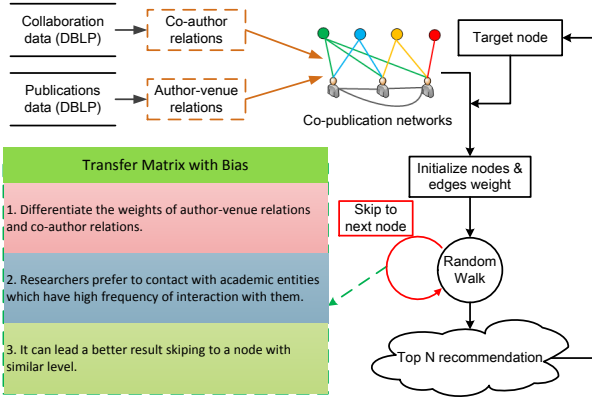 Collaboration
data (DBLP)
Co-author
relations
Target node
Publications
data (DBLP)
Author-venue
relations
Co-publication networks
Transfer Matrix with Bias
1. Differentiate the weights of author-venue relations
and co-author relations.
2. Researchers prefer to contact with academic entities
which have high frequency of interaction with them.
3. It can lead a better result skiping to a node with
similar level.
Initialize nodes &
edges weight
Skip to
next node
Random
Walk
Top N recommendation